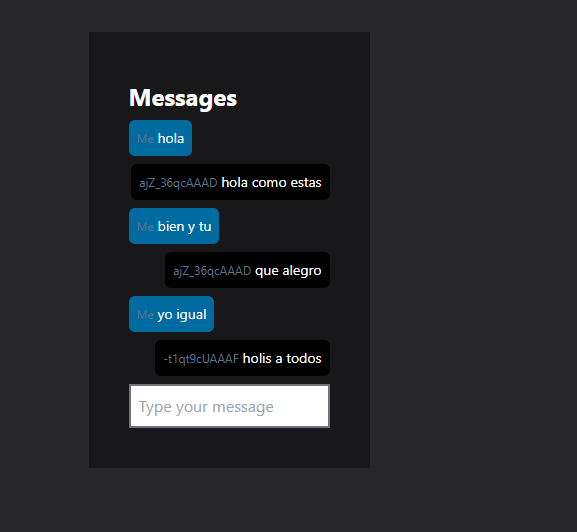 Messages
Me hola
ajZ_36qcAAAD hola como estas
Me bien y tu
ajZ_36qcAAAD que alegro
Me yo igual
-t1qt9cUAAAF holis a todos
Type your message